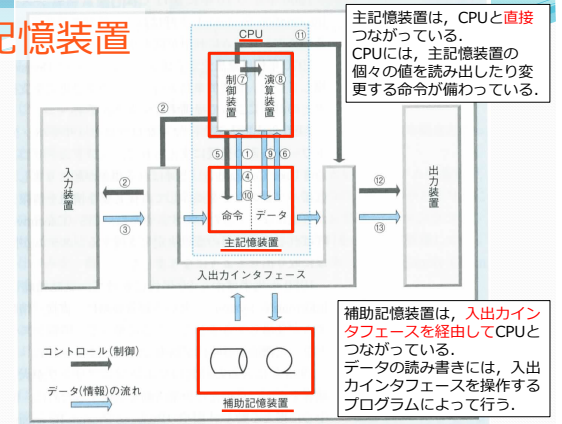 記憶装置
主記憶装置は，CPUと直接
つながっている．
CPUには，主記憶装置の
個々の値を読み出したり変
更する命令が備わっている．
CPU
⑪
制御装置
⑦
演算装置
⑧
②
⑤
①
⑨
⑥
④
⑩
入力装置
②
③
命令
データ
主記憶装置
出力装置
⑫
⑬
入出力インタフェース
補助記憶装置は，入出力イン
タフェースを経由してCPUと
つながっている．
データの読み書きには，入出
力インタフェースを操作する
プログラムによって行う．
コントロール(制御)
データ(情報)の流れ
補助記憶装置